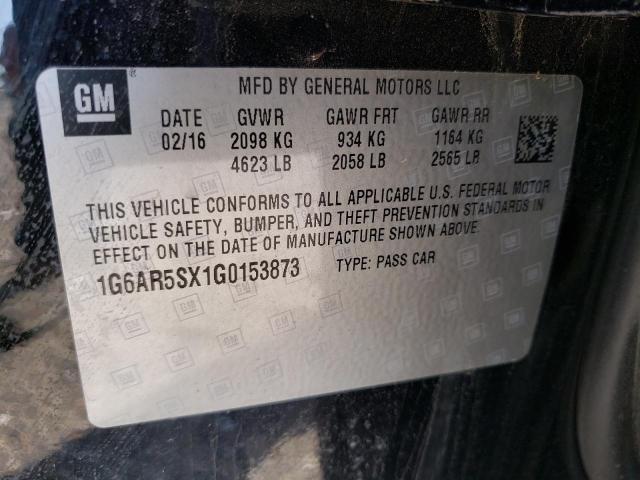 GM
MFD BY GENERAL MOTORS LLC
DATE GVWR GAWR FRT GAWR RR
02/16 2098 KG 934 KG 1164 KG
4623 LB 2058 LB 2565 LB
THIS VEHICLE CONFORMS TO ALL APPLICABLE U.S. FEDERAL MOTOR
VEHICLE SAFETY, BUMPER, AND THEFT PREVENTION STANDARDS IN
EFFECT ON THE DATE OF MANUFACTURE SHOWN ABOVE.
1G6AR5SX1G0153873 TYPE: PASS CAR